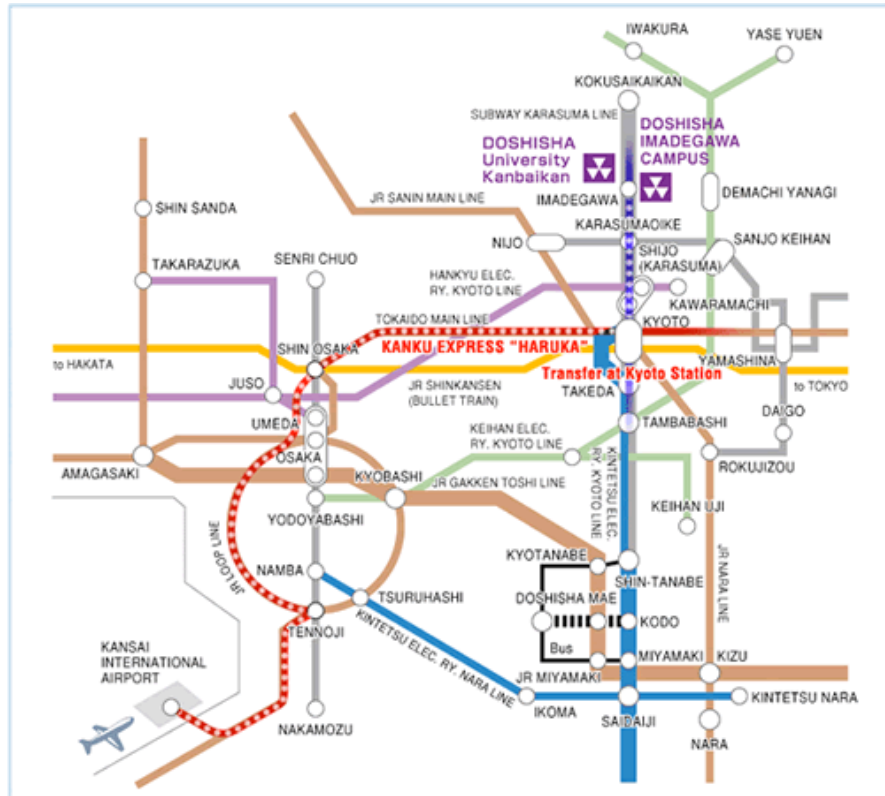 IWAKURA
YASE YUEN
KOKUSAIKAIKAN
SUBWAY KARASUMA LINE
DOSHISHA
University
Kanbaikan
DOSHISHA
IMADEGAWA
CAMPUS
IMADEGAWA
DEMACHI YANAGI
JR SANIN MAIN LINE
SHIN SANDA
KARASUMAOIKE
NIJO
SHIJO
(KARASUMA)
SANJO KEIHAN
TAKARAZUKA
SENRI CHUO
HANKYU ELEC.
RY. KYOTO LINE
KAWARAMACHI
TOKAIDO MAIN LINE
KYOTO
KANKU EXPRESS "HARUKA"
SHIN OSAKA
to HAKATA
Transfer at Kyoto Station
YAMASHINA
JUSO
JR SHINKANSEN
(BULLET TRAIN)
TAKEDA
to TOKYO
UMEDA
TAMBABASHI
DAIGO
KEIHAN ELEC.
RY. KYOTO LINE
OSAKA
AMAGASAKI
KYOBASHI
JR GAKKEN TOSHI LINE
KINTETSU ELEC.
RY. KYOTO LINE
ROKUJIZOU
YODOYABASHI
KEIHAN UJI
JR LOOP LINE
JR NARA LINE
KYOTANABE
NAMBA
SHIN-TANABE
TSURUHASHI
DOSHISHA MAE
TENNOJI
KODO
KINTETSU ELEC. RY. NARA LINE
Bus
KANSAI
INTERNATIONAL
AIRPORT
MIYAMAKI
JR MIYAMAKI
KIZU
NAKAMOZU
IKOMA
SAIDAIJI
KINTETSU NARA
NARA